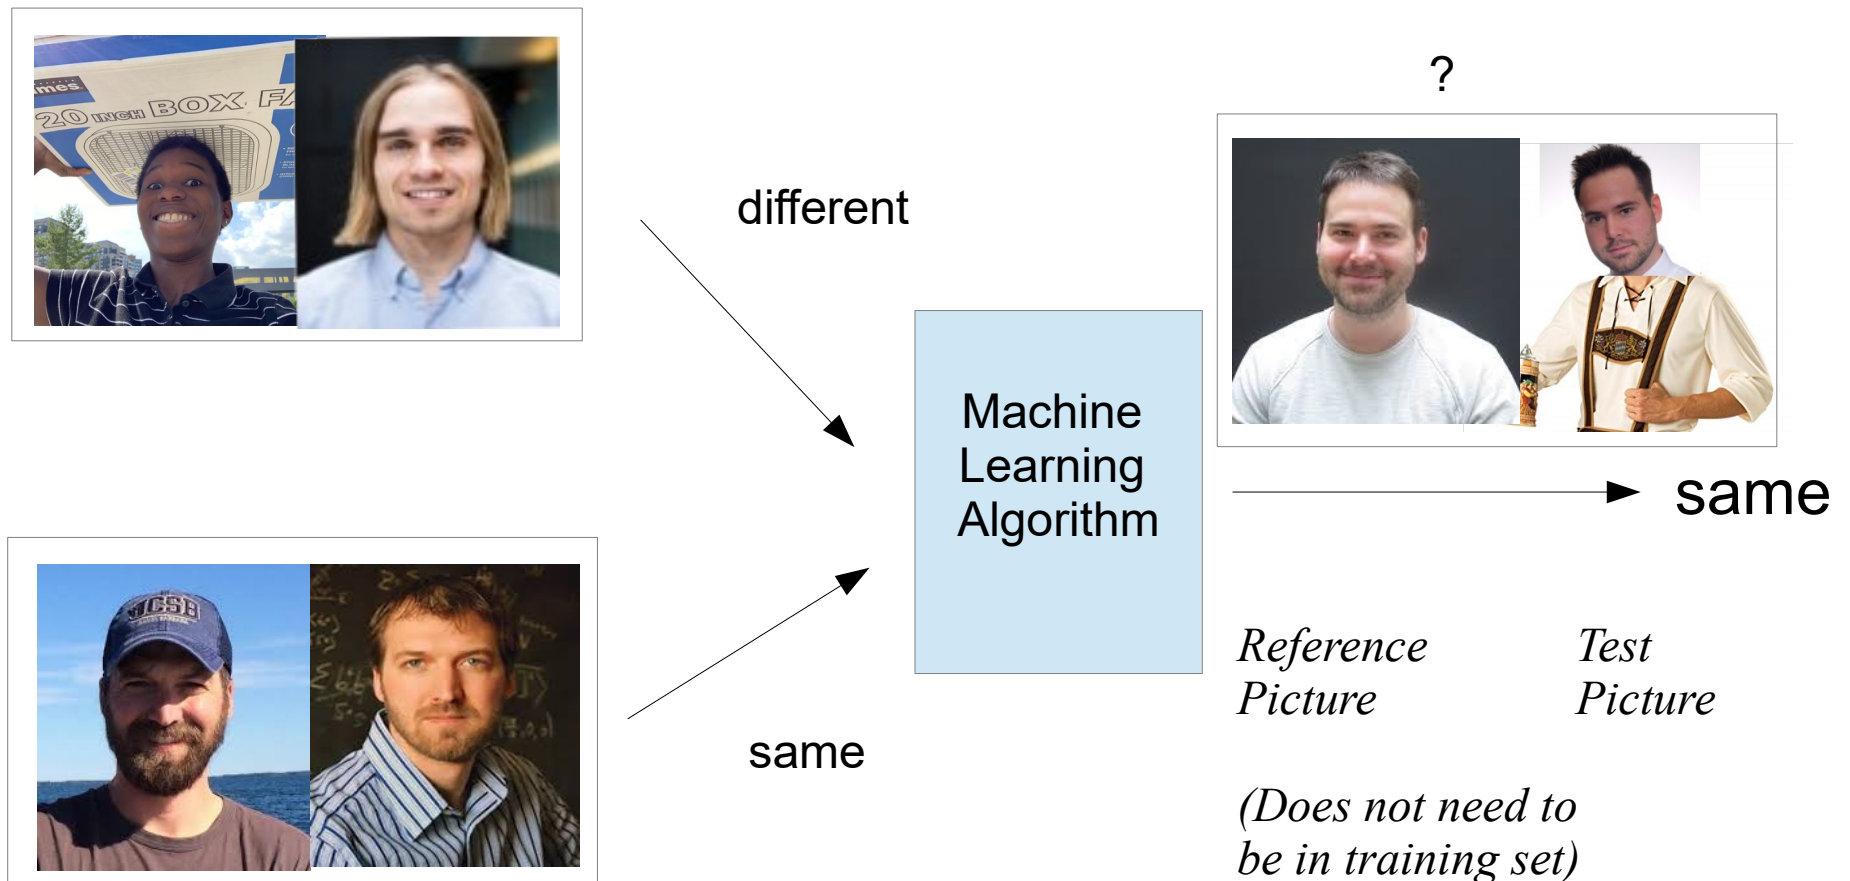 ımes
20 INCH BOX FA
different
?
Machine
Learning
Algorithm
same
UCSB
same
Reference
Picture
Test
Picture
(Does not need to
be in training set)